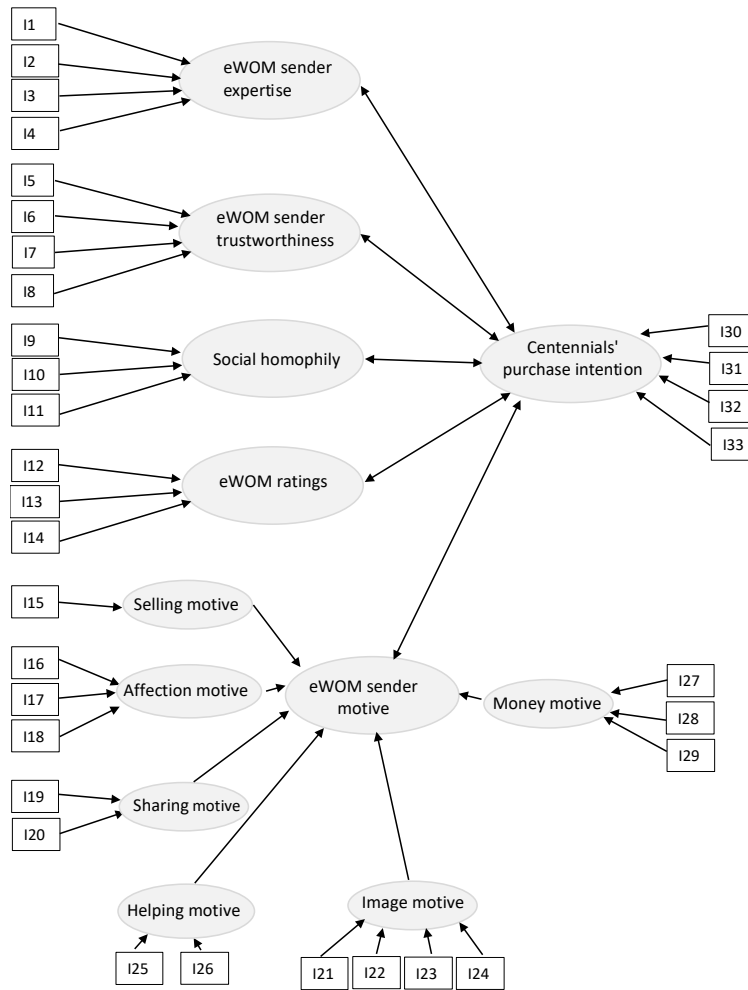 I1
I2
I3
I4
eWOM sender
expertise
I5
I6
I7
I8
eWOM sender
trustworthiness
I9
I10
I11
Social homophily
Centennials'
purchase intention
I30
I31
I32
I33
I12
I13
I14
eWOM ratings
I15
Selling motive
I16
I17
I18
Affection motive
eWOM sender
motive
Money motive
I27
I28
I29
I19
I20
Sharing motive
Helping motive
I25
I26
Image motive
I21
I22
I23
I24